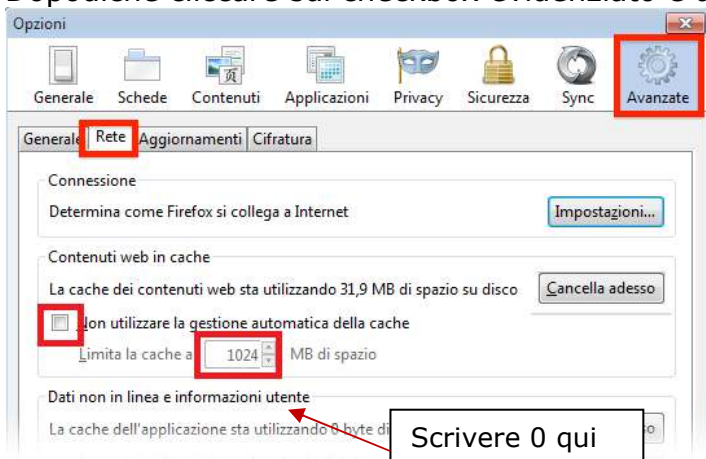 Dopodiché cliccare sul checkbox evidenziato e
Opzioni
Generale Schede Contenuti Applicazioni Privacy Sicurezza Sync Avanzate
Generale Rete Aggiornamenti Cifratura
Connessione
Determina come Firefox si collega a Internet Impostazioni...
Contenuti web in cache
La cache dei contenuti web sta utilizzando 31,9 MB di spazio su disco Cancella adesso
Non utilizzare la gestione automatica della cache
Limita la cache a 1024 MB di spazio
Dati non in linea e informazioni utente
La cache dell'applicazione sta utilizzando 0 byte di
Scrivere 0 qui